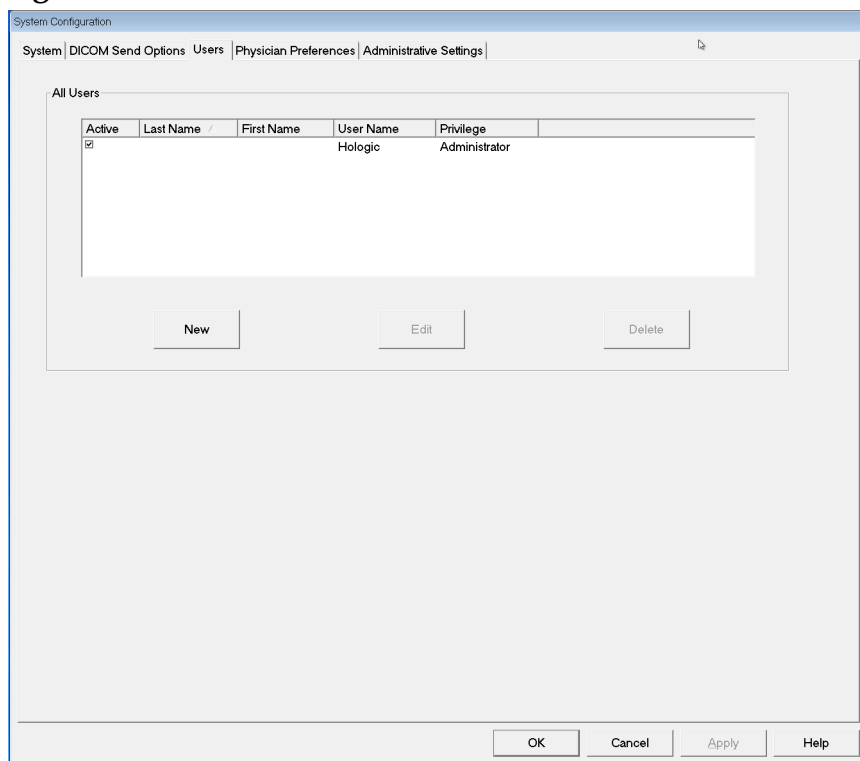 System Configuration
System DICOM Send Options Users Physician Preferences Administrative Settings
All Users
Active Last Name First Name User Name Privilege
Hologic Administrator
New Edit Delete
OK Cancel Apply Help